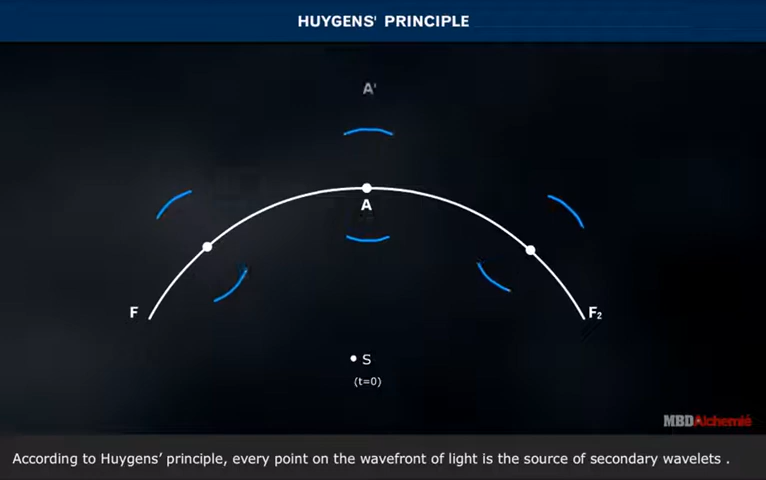 HUYGENS' PRINCIPLE
A'
A
F
F₂
S
(t=0)
MBDAlchemié
According to Huygens' principle, every point on the wavefront of light is the source of secondary wavelets .